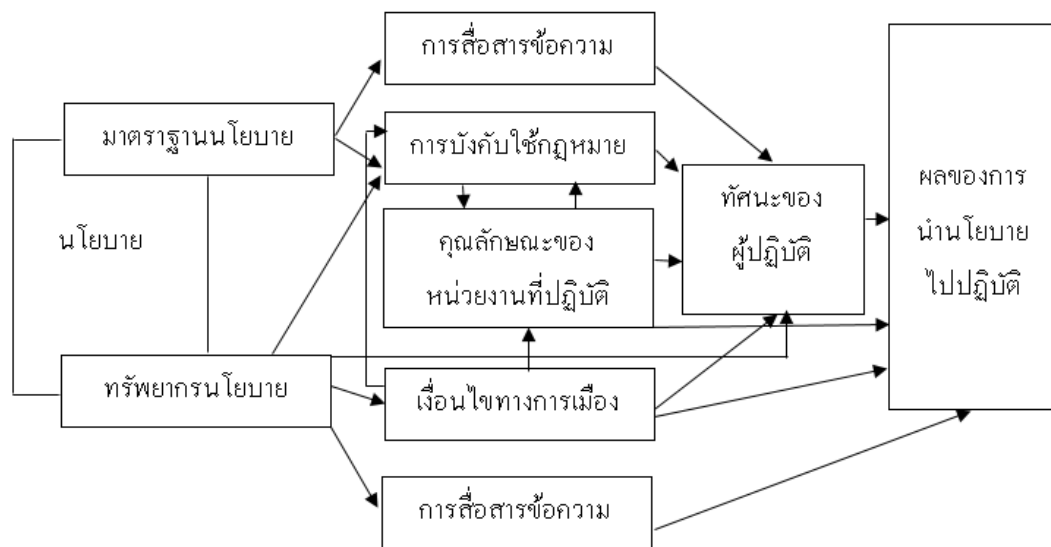 การสื่อสารข้อความ
มาตราฐานนโยบาย
การบังคับใช้กฎหมาย
ทัศนะของ
ผู้ปฏิบัติ
ผลของการ
นำนโยบาย
ไปปฏิบัติ
นโยบาย
คุณลักษณะของ
หน่วยงานที่ปฏิบัติ
ทรัพยากรนโยบาย
เงื่อนไขทางการเมือง
การสื่อสารข้อความ